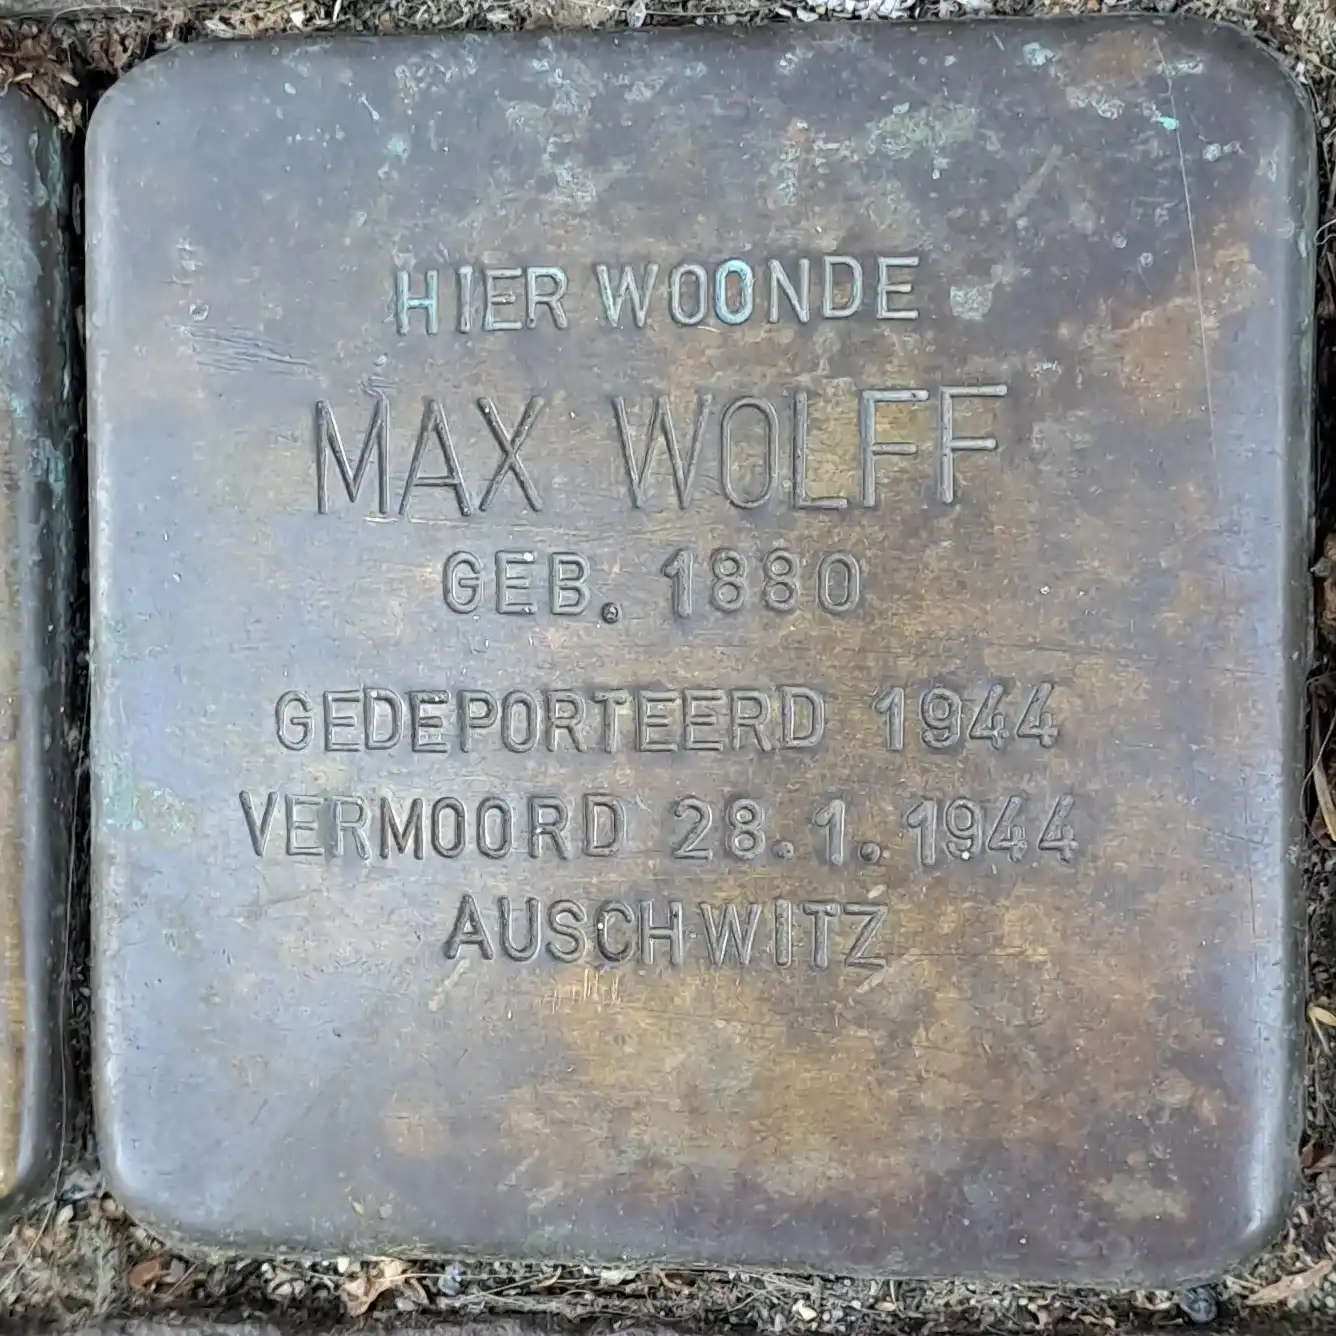 HIER WOONDE
MAX WOLFF
GEB. 1880
GEDEPORTEERD 1944
VERMOORD 28.1.1944
AUSCHWITZ